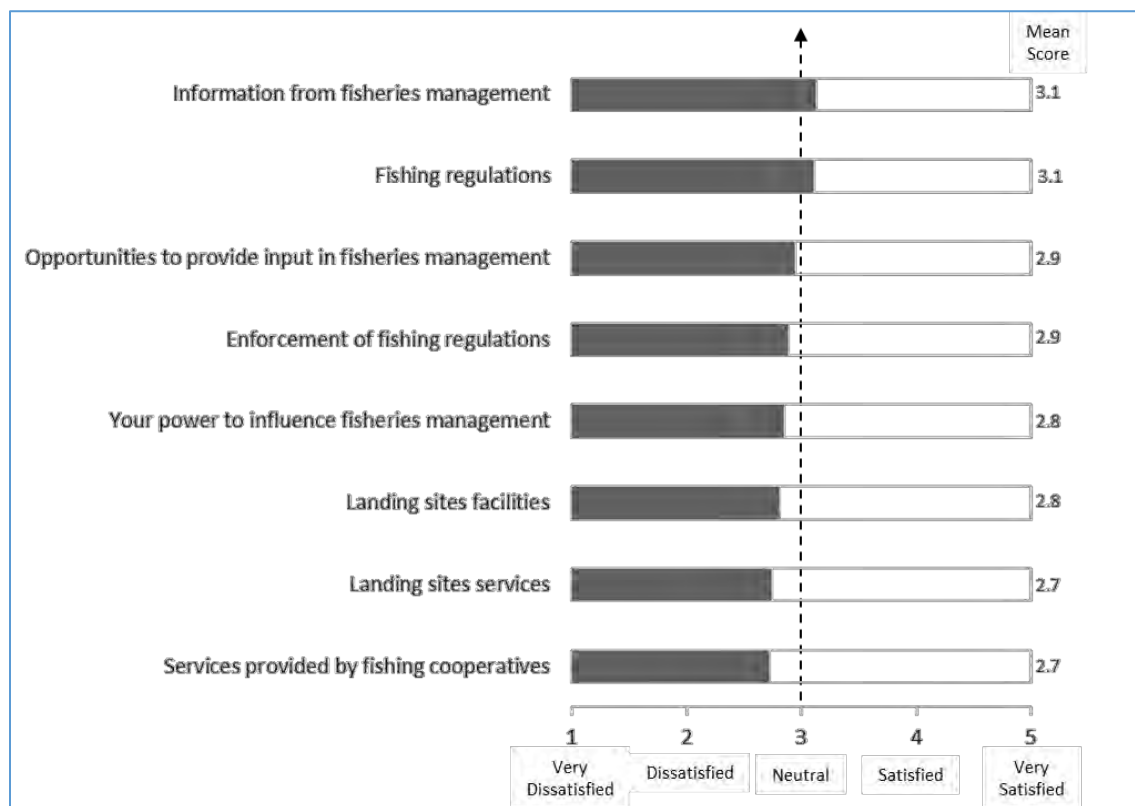 Mean
Score
Information from fisheries management 3.1
Fishing regulations 3.1
Opportunities to provide input in fisheries management 2.9
Enforcement of fishing regulations 2.9
Your power to influence fisheries management 2.8
Landing sites facilities 2.8
Landing sites services 2.7
Services provided by fishing cooperatives 2.7
1 2 3 4 5
Very
Dissatisfied
Dissatisfied
Neutral
Satisfied
Very
Satisfied